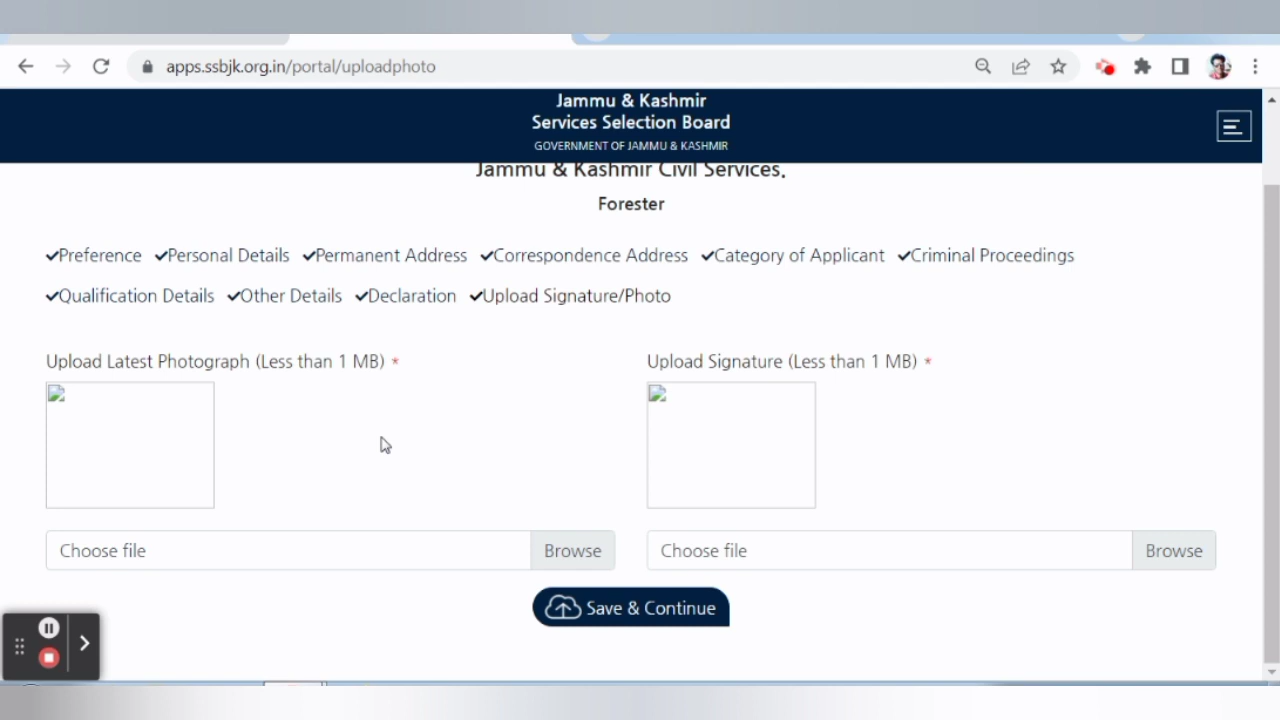 apps.ssbjk.org.in/portal/uploadphoto
Jammu & Kashmir
Services Selection Board
GOVERNMENT OF JAMMU & KASHMIR
Jammu & Kashmir Civil Services.
Forester
Preference Personal Details Permanent Address Correspondence Address Category of Applicant Criminal Proceedings
Qualification Details Other Details Declaration Upload Signature/Photo
Upload Latest Photograph (Less than 1 MB) *
Upload Signature (Less than 1 MB) *
Choose file Browse
Choose file Browse
Save & Continue